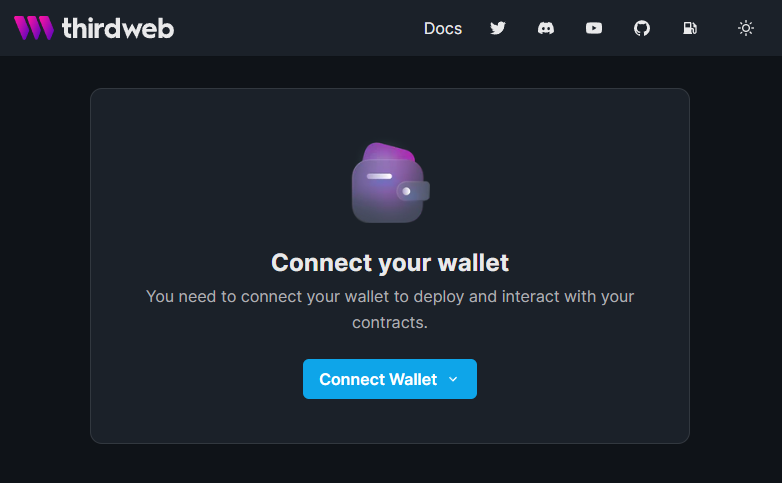 thirdweb
Docs
Connect your wallet
You need to connect your wallet to deploy and interact with your
contracts.
Connect Wallet